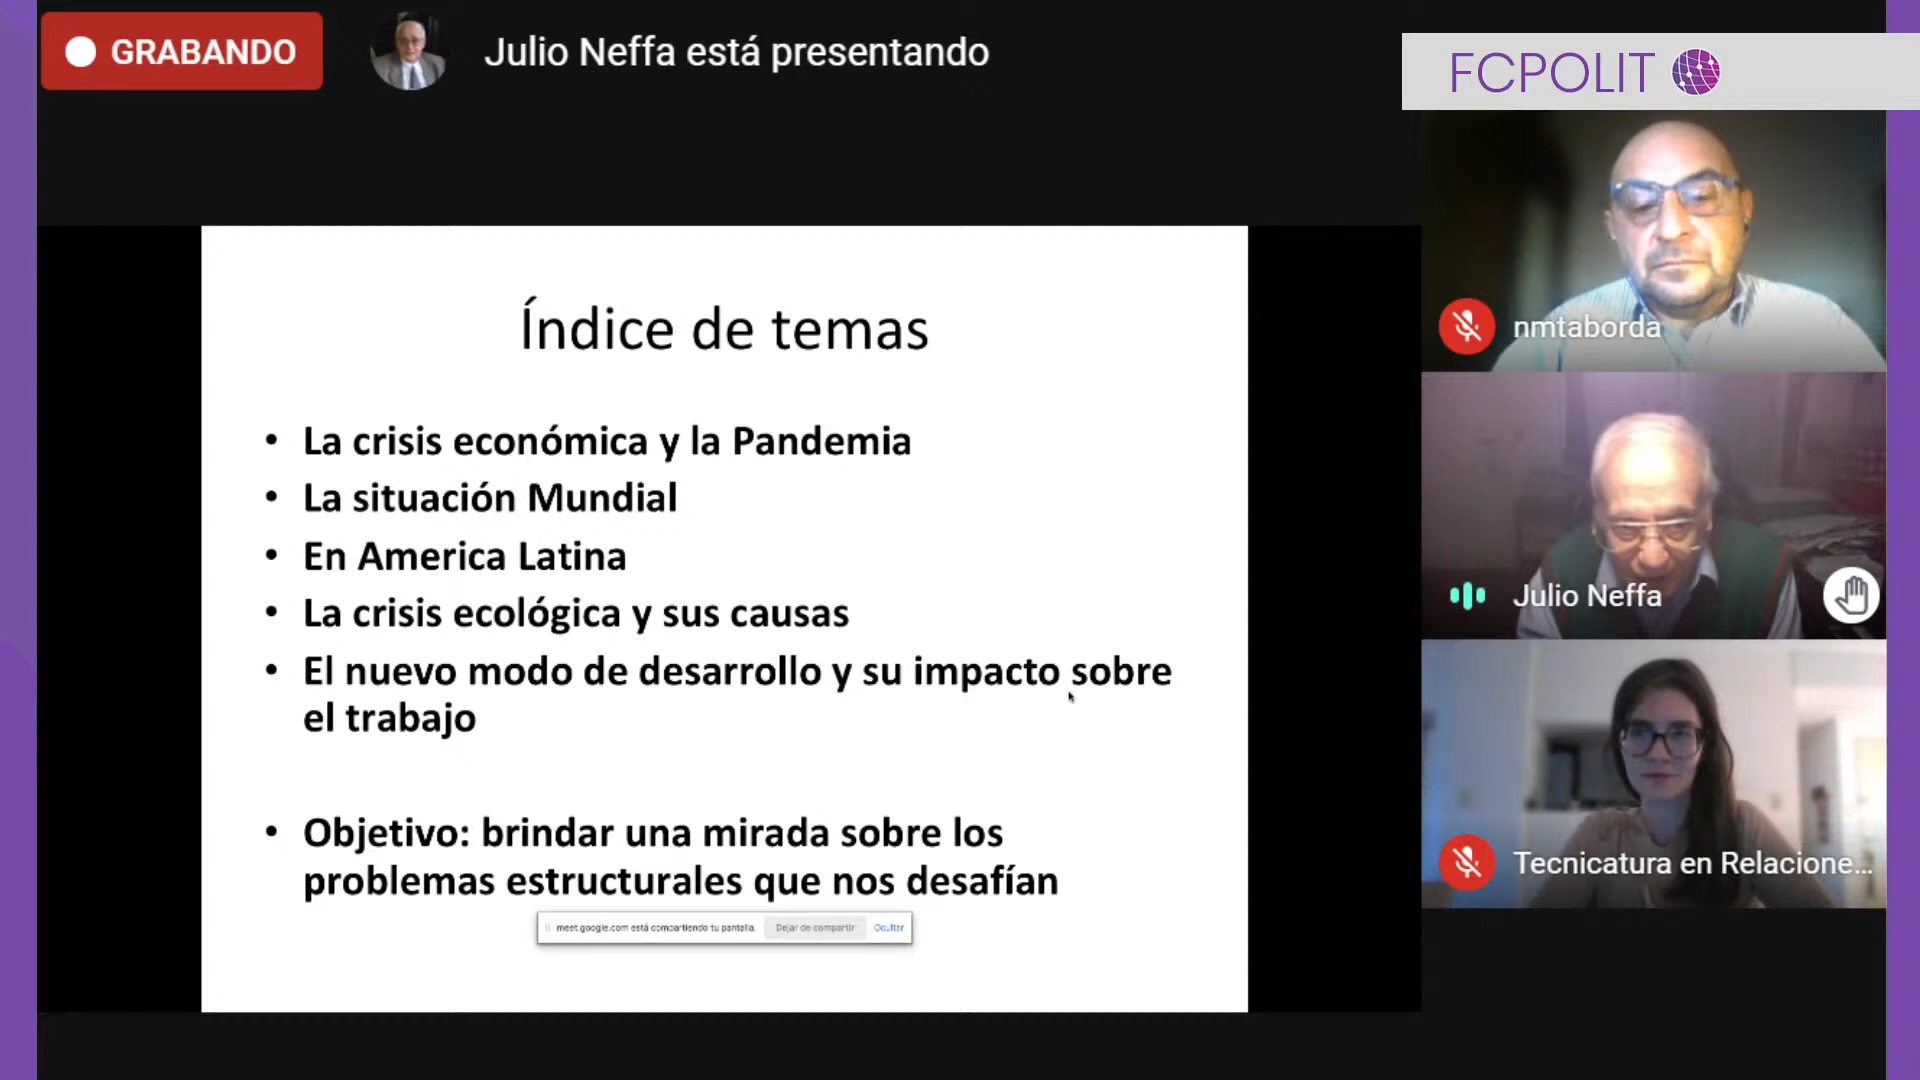 GRABANDO
Julio Neffa está presentando
FCPOLIT
Índice de temas
• La crisis económica y la Pandemia
• La situación Mundial
• En America Latina
• La crisis ecológica y sus causas
• El nuevo modo de desarrollo y su impacto sobre
el trabajo
• Objetivo: brindar una mirada sobre los
problemas estructurales que nos desafían
meet.google.com está compartiendo tu pantalla. Dejar de compartir Ocultar
nmtaborda
Julio Neffa
Tecnicatura en Relacione...